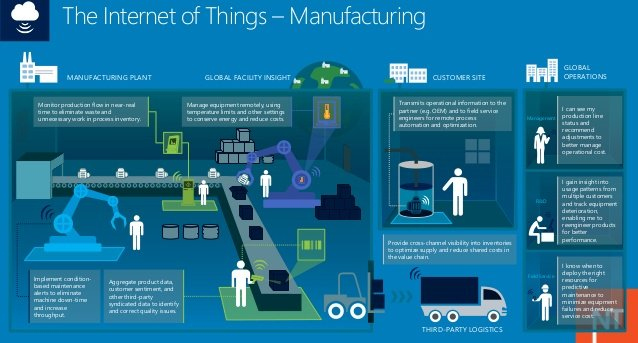 The Internet of Things – Manufacturing
MANUFACTURING PLANT
GLOBAL FACILITY INSIGHT
CUSTOMER SITE
GLOBAL
OPERATIONS
Monitor production flow in near-real
time to eliminate waste and
unnecessary work in process inventory.
Manage equipment remotely, using
temperature limits and other settings
to conserve energy and reduce costs.
Transmits operational information to the
partner (e.g. OEM) and to field service
engineers for remote process
automation and optimization.
Management
I can see my
production line
status and
recommend
adjustments to
better manage
operational cost.
R&D
I gain insight into
usage patterns from
multiple customers
and track equipment
deterioration,
enabling me to
reengineer products
for better
performance.
Provide cross-channel visibility into inventories
to optimize supply and reduce shared costs in
the value chain.
Implement condition-
based maintenance
alerts to eliminate
machine down-time
and increase
throughput.
Aggregate product data,
customer sentiment, and
other third-party
syndicated data to identify
and correct quality issues.
Field Service
I know when to
deploy the right
resources for
predictive
maintenance to
minimize equipment
failures and reduce
service cost.
THIRD-PARTY LOGISTICS
NT